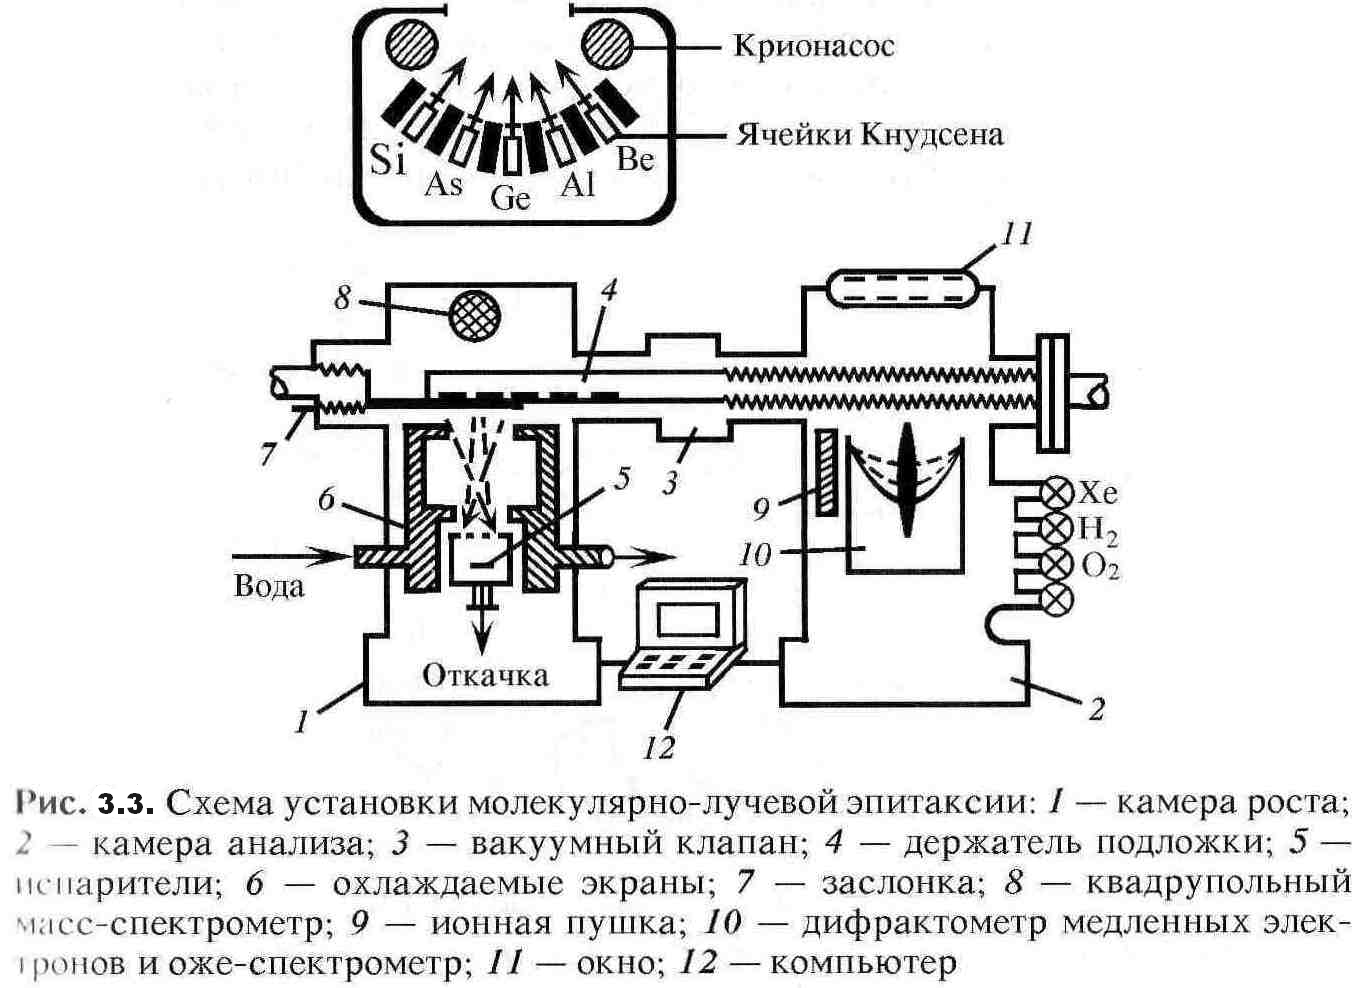 Крионасос
Ячейки Кнудсена
Si
As
Ge
Al
Be
11
8
4
7
6
5
3
9
10
Xe
H₂
O₂
Вода
Откачка
1
12
2
Рис. 3.3. Схема установки молекулярно-лучевой эпитаксии: 1 — камера роста;
2 — камера анализа; 3 — вакуумный клапан; 4 — держатель подложки; 5 —
испарители; 6 — охлаждаемые экраны; 7 — заслонка; 8 — квадрупольный
масс-спектрометр; 9 — ионная пушка; 10 — дифрактометр медленных элек-
тронов и оже-спектрометр; 11 — окно; 12 — компьютер